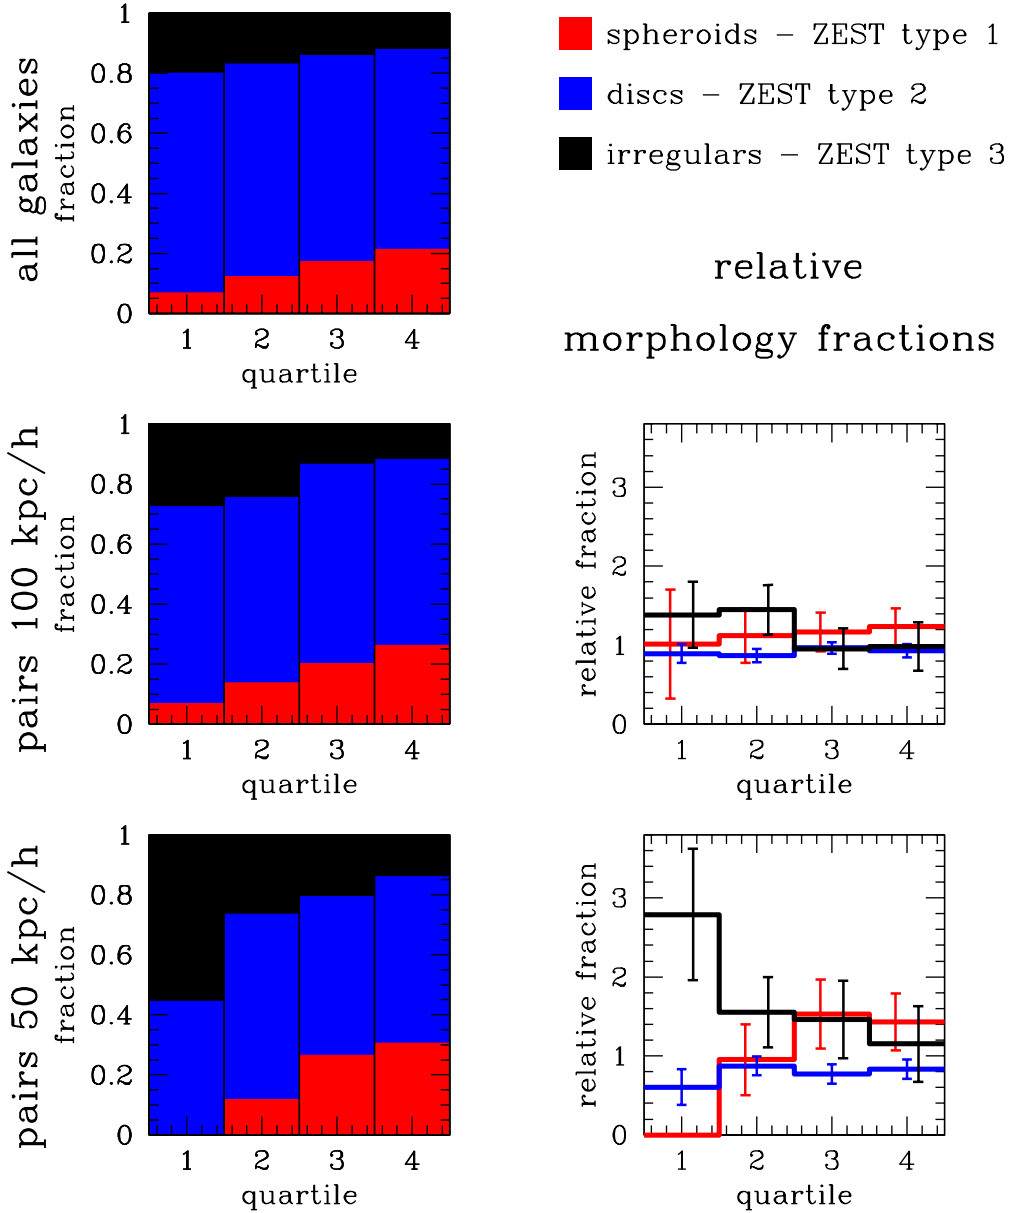 spheroids – ZEST type 1
discs – ZEST type 2
irregulars – ZEST type 3
all galaxies
fraction
1
0.8
0.6
0.4
0.2
0
1 2 3 4
quartile
relative
morphology fractions
pairs 100 kpc/h
fraction
1
0.8
0.6
0.4
0.2
0
1 2 3 4
quartile
relative fraction
3
2
1
0
1 2 3 4
quartile
pairs 50 kpc/h
fraction
1
0.8
0.6
0.4
0.2
0
1 2 3 4
quartile
relative fraction
3
2
1
0
1 2 3 4
quartile